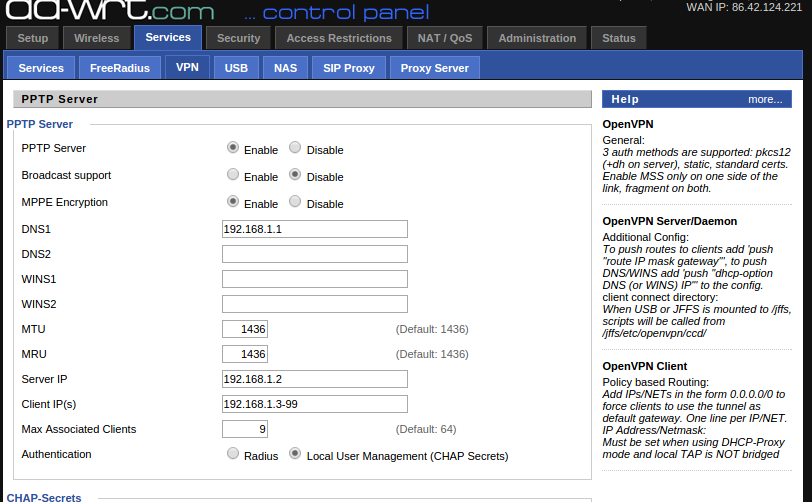 dd-wrt.com ... control panel
WAN IP: 86.42.124.221
Setup Wireless Services Security Access Restrictions NAT / QoS Administration Status
Services FreeRadius VPN USB NAS SIP Proxy Proxy Server
PPTP Server
PPTP Server
PPTP Server Enable Disable
Broadcast support Enable Disable
MPPE Encryption Enable Disable
DNS1 192.168.1.1
DNS2
WINS1
WINS2
MTU 1436 (Default: 1436)
MRU 1436 (Default: 1436)
Server IP 192.168.1.2
Client IP(s) 192.168.1.3-99
Max Associated Clients 9 (Default: 64)
Authentication Radius Local User Management (CHAP Secrets)
CHAP-Secrets
Help more...
OpenVPN
General:
3 auth methods are supported: pkcs12
(+dh on server), static, standard certs.
Enable MSS only on one side of the
link, fragment on both.
OpenVPN Server/Daemon
Additional Config:
To push routes to clients add 'push
"route IP mask gateway"', to push
DNS/WINS add 'push "dhcp-option
DNS (or WINS) IP"' to the config.
client connect directory:
When USB or JFFS is mounted to /jffs,
scripts will be called from
/jffs/etc/openvpn/ccd/
OpenVPN Client
Policy based Routing:
Add IPs/NETs in the form 0.0.0.0/0 to
force clients to use the tunnel as
default gateway. One line per IP/NET.
IP Address/Netmask:
Must be set when using DHCP-Proxy
mode and local TAP is NOT bridged